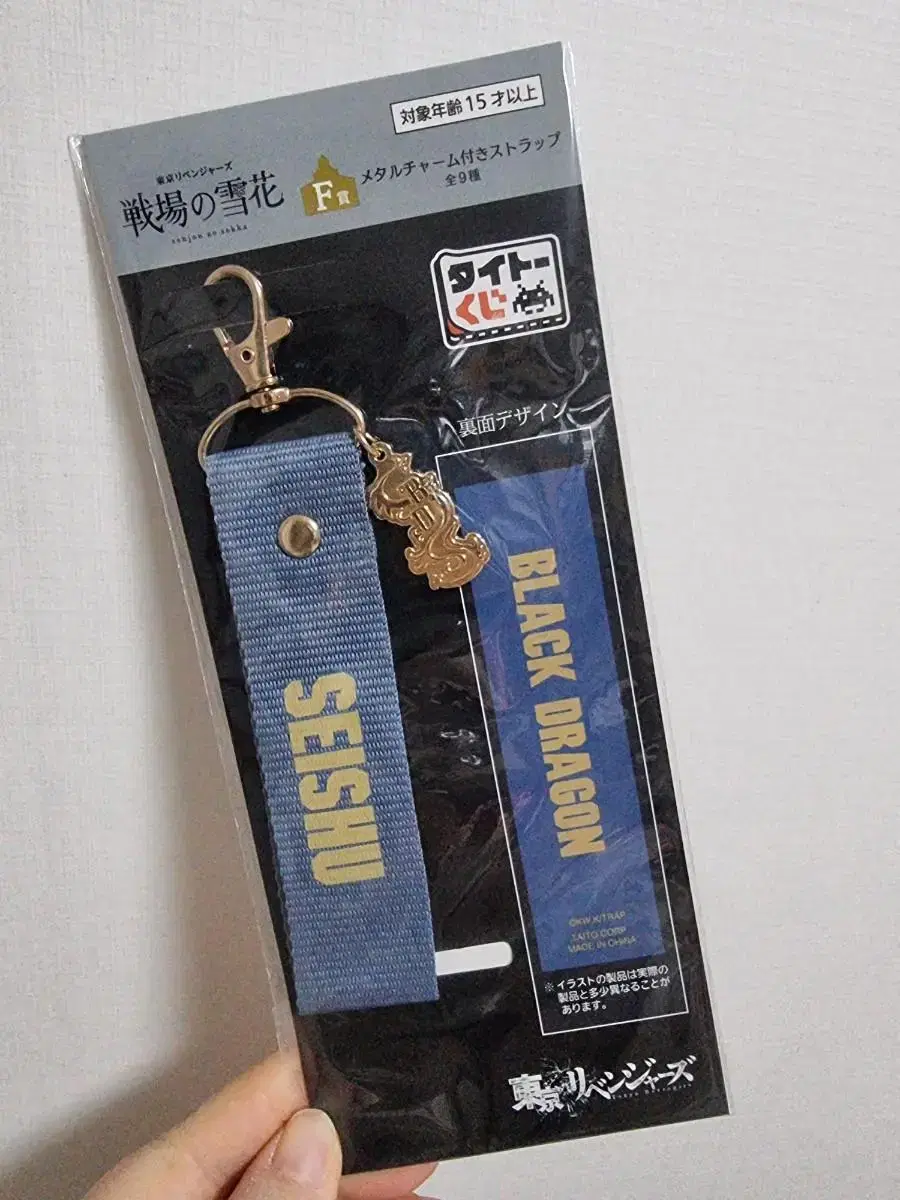 対象年齢15才以上
東京リベンジャーズ
戦場の雪花
senjou no sekka
F賞
メタルチャーム付きストラップ
全9種
タイトー
くじ
裏面デザイン
BD
SEISHU
BLACK DRAGON
©KW,K/TRAP
TAITO CORP
MADE IN CHINA
※イラストの製品は実際の
製品と多少異なることが
あります。
東京リベンジャーズ